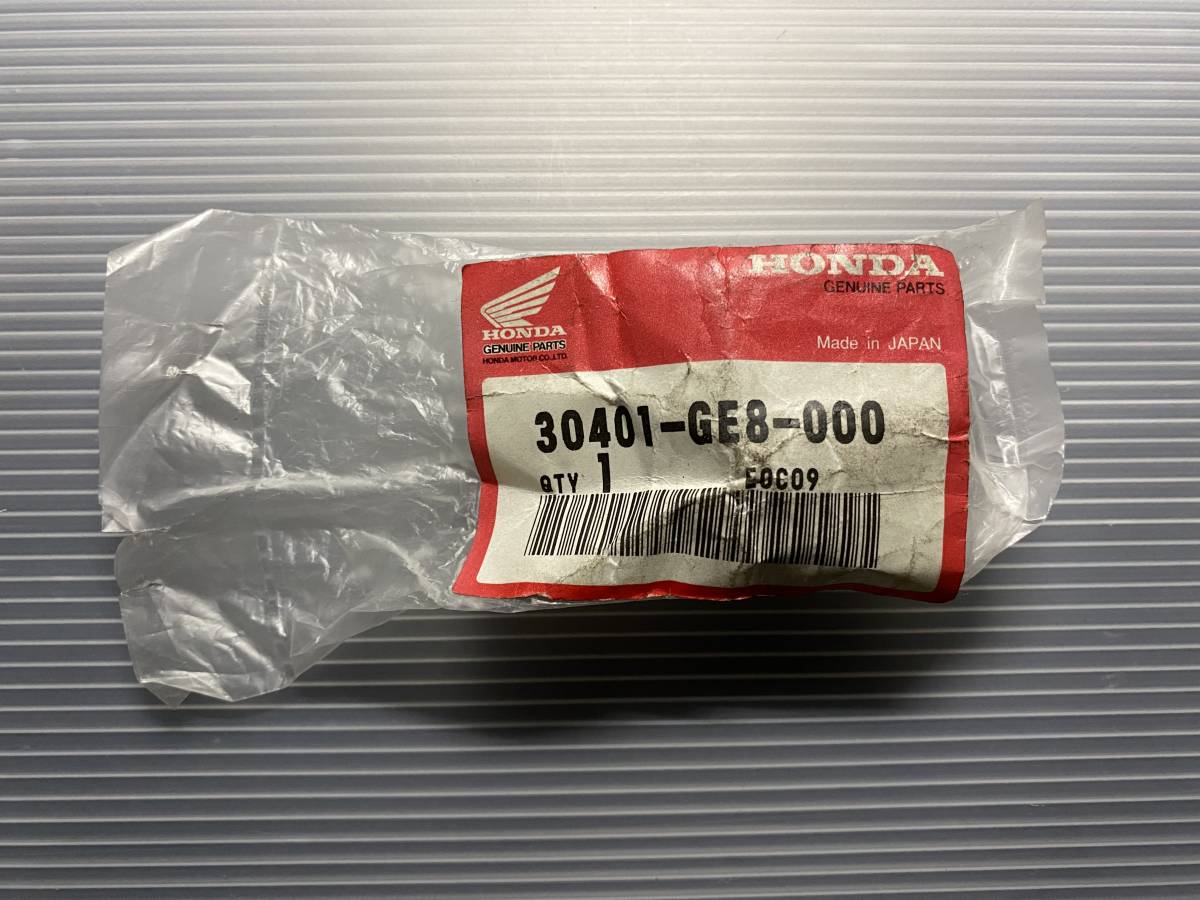 HONDA
GENUINE PARTS
HONDA
GENUINE PARTS
HONDA MOTOR CO.,LTD.
Made in JAPAN
30401-GE8-000
QTY 1 E0C09